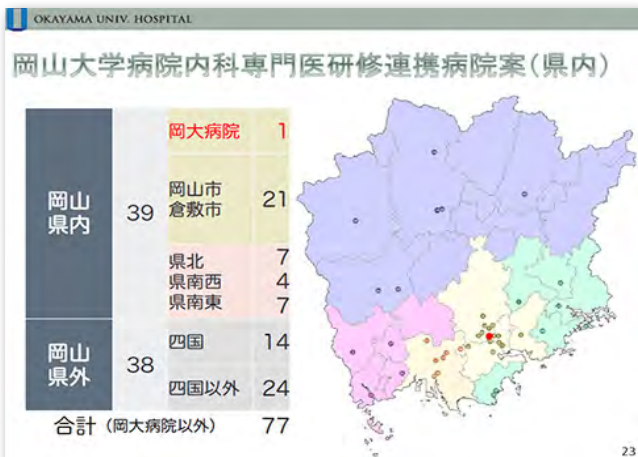 OKAYAMA UNIV. HOSPITAL
岡山大学病院内科専門医研修連携病院案(県内)
岡山
県内
39
岡大病院 1
岡山市
倉敷市
21
県北 7
県南西 4
県南東 7
岡山
県外
38
四国 14
四国以外 24
合計 (岡大病院以外) 77
23